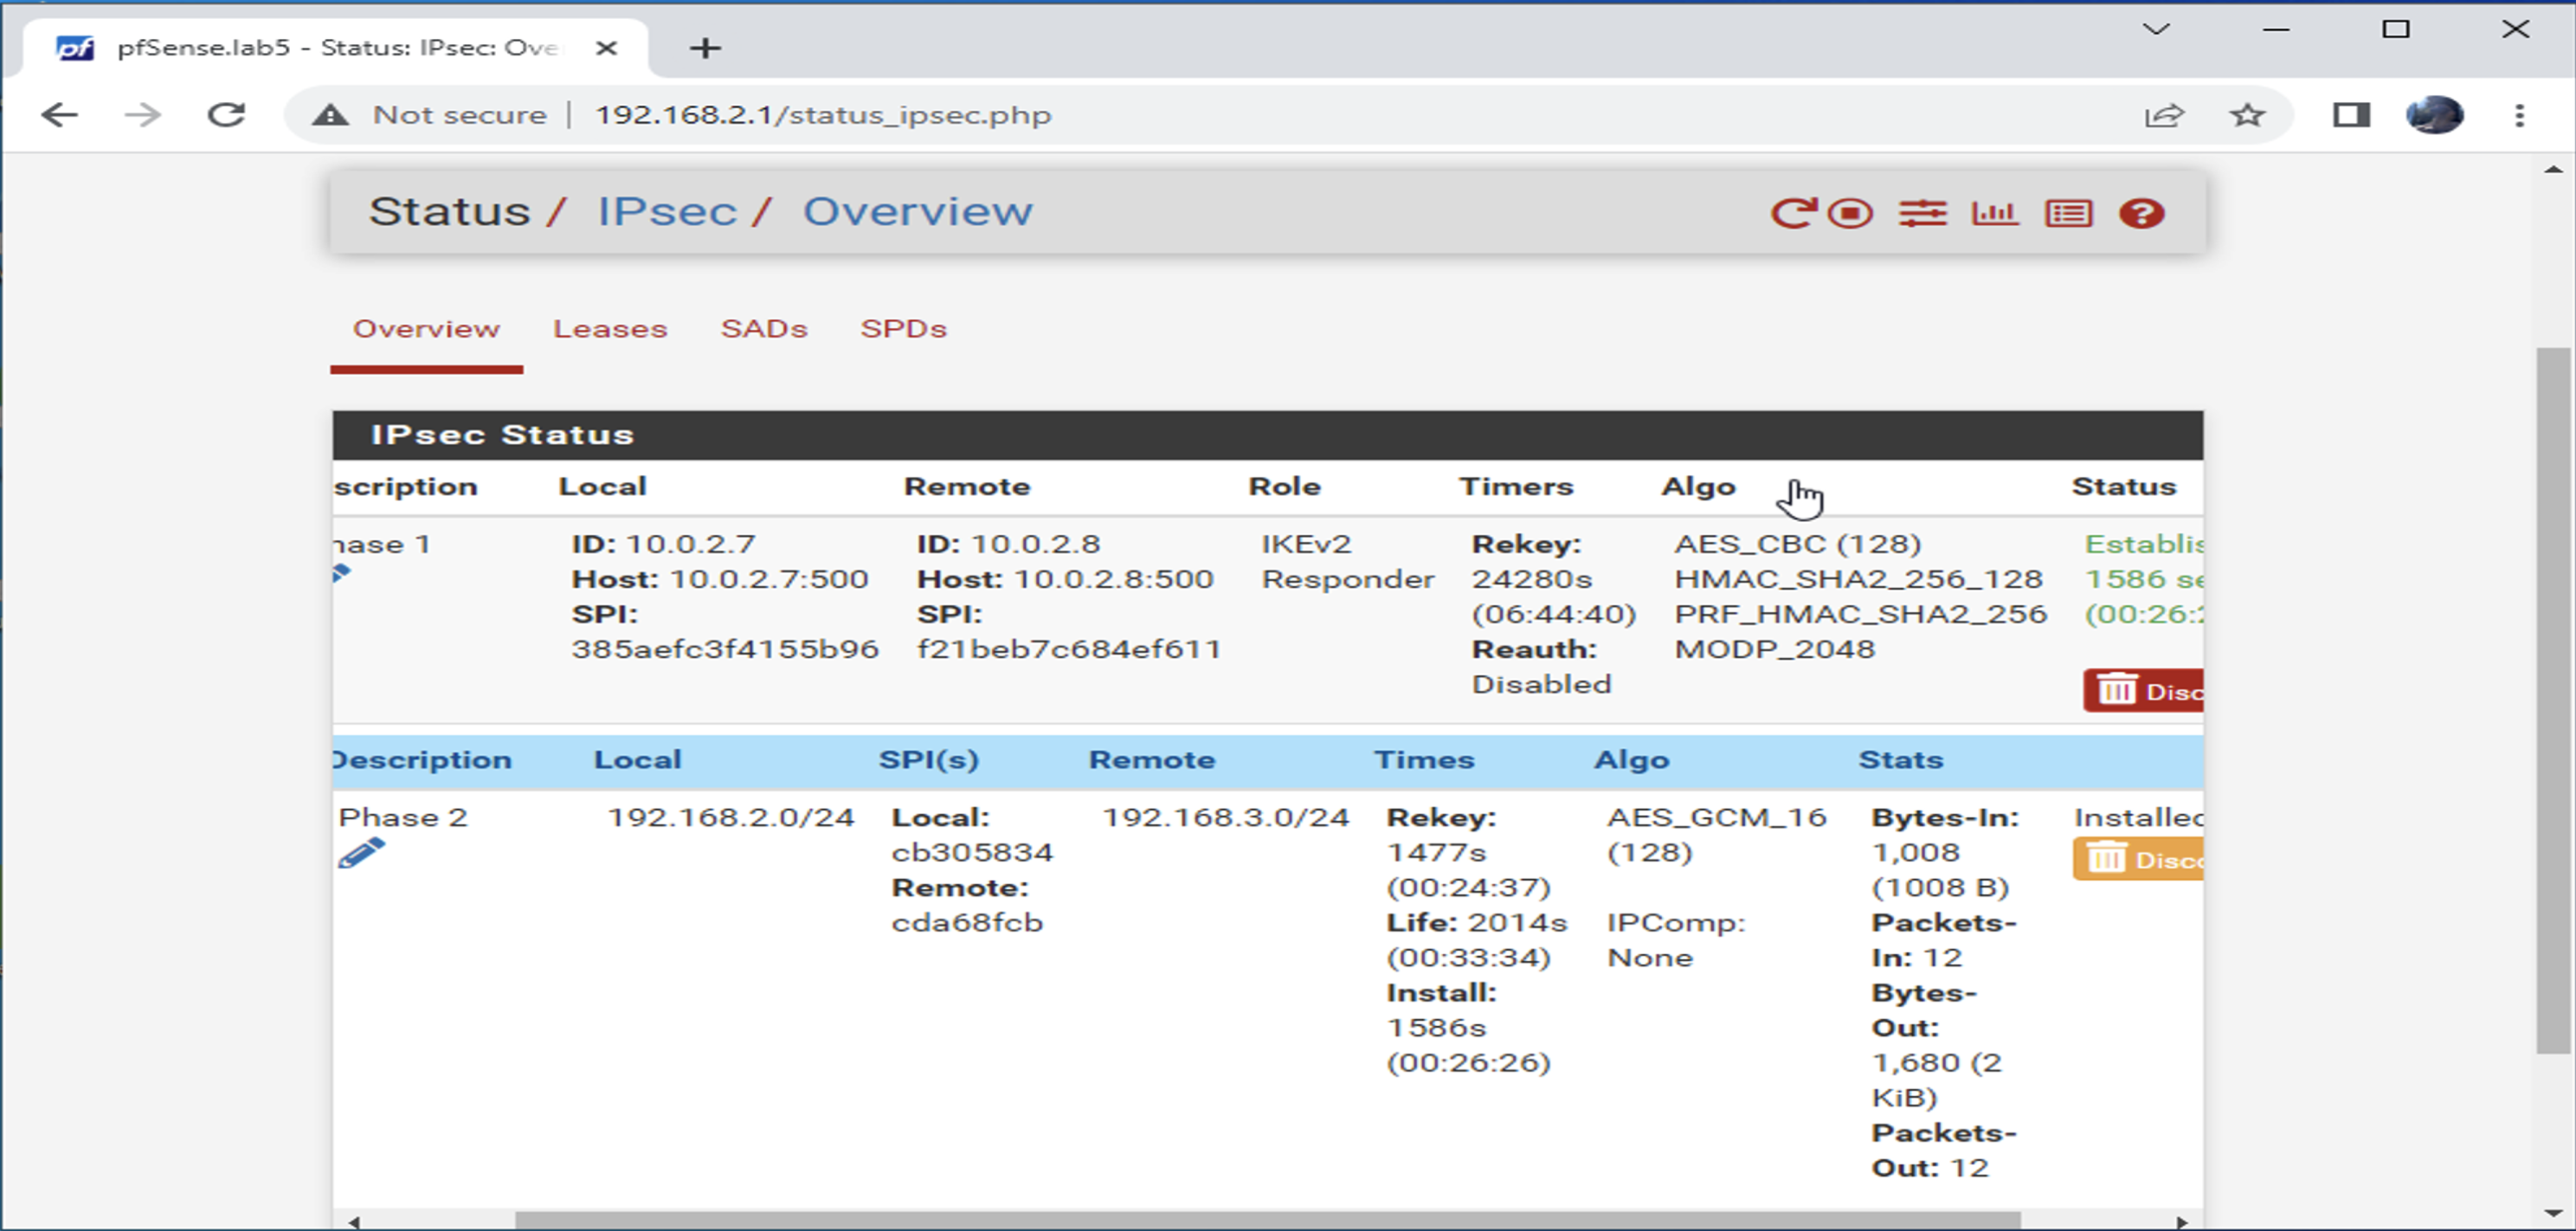 pfSense.lab5 - Status: IPsec: Ove
Not secure | 192.168.2.1/status_ipsec.php
Status / IPsec / Overview
Overview Leases SADs SPDs
IPsec Status
scription Local Remote Role Timers Algo Status
hase 1 ID: 10.0.2.7 ID: 10.0.2.8 IKEv2 Rekey: AES_CBC (128) Establis
Host: 10.0.2.7:500 Host: 10.0.2.8:500 Responder 24280s HMAC_SHA2_256_128 1586 se
SPI: SPI: (06:44:40) PRF_HMAC_SHA2_256 (00:26:2
385aefc3f4155b96 f21beb7c684ef611 Reauth: MODP_2048
Disabled Disc
Description Local SPI(s) Remote Times Algo Stats
Phase 2 192.168.2.0/24 Local: 192.168.3.0/24 Rekey: AES_GCM_16 Bytes-In: Installed
cb305834 1477s (128) 1,008 Disco
Remote: (00:24:37) (1008 B)
cda68fcb Life: 2014s IPComp: Packets-
(00:33:34) None In: 12
Install: Bytes-
1586s Out:
(00:26:26) 1,680 (2
KiB)
Packets-
Out: 12